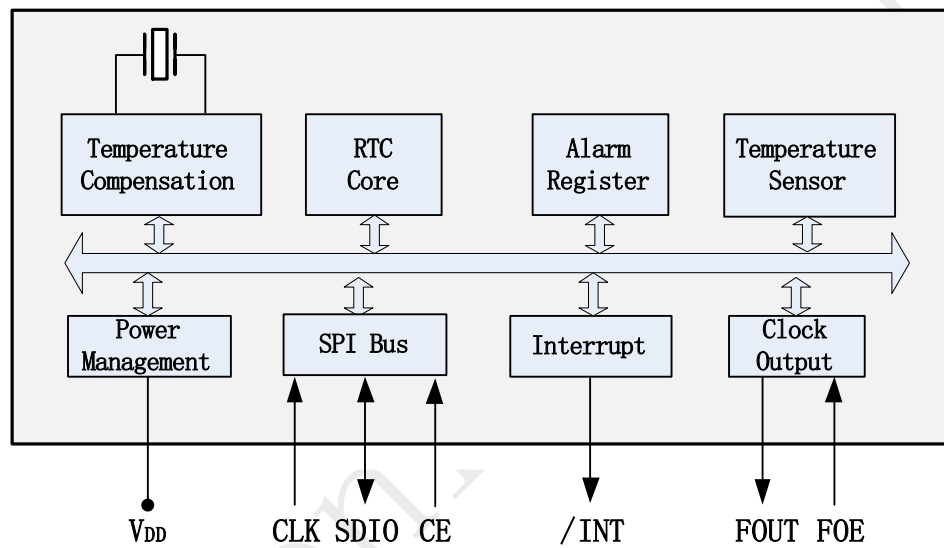 Temperature
Compensation
RTC
Core
Alarm
Register
Temperature
Sensor
Power
Management
SPI Bus
Interrupt
Clock
Output
VDD
CLK SDIO CE
/INT
FOUT FOE